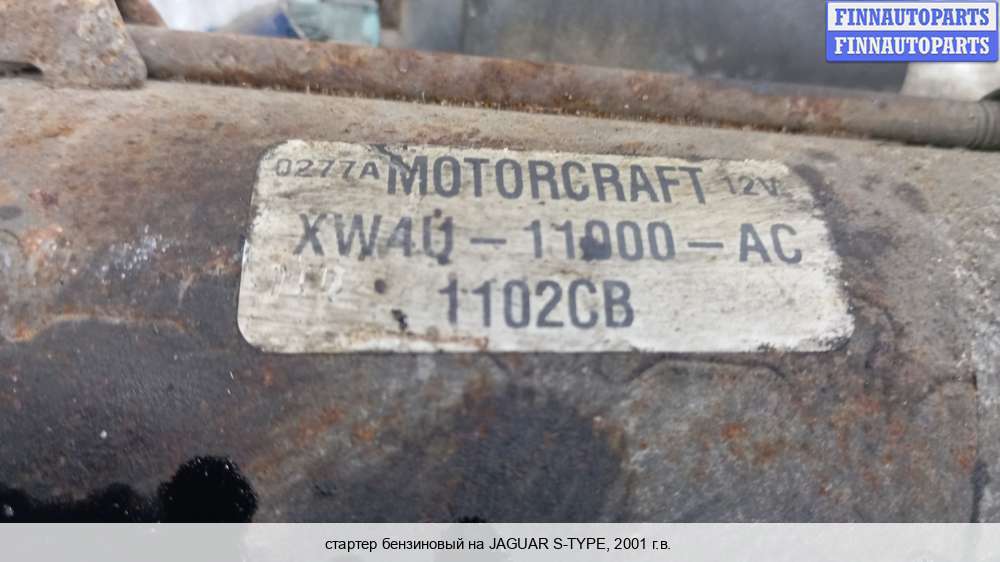 FINNAUTOPARTS
FINNAUTOPARTS
0277A MOTORCRAFT 12V
XW4U-11000-AC
1102CB
стартер бензиновый на JAGUAR S-TYPE, 2001 г.в.